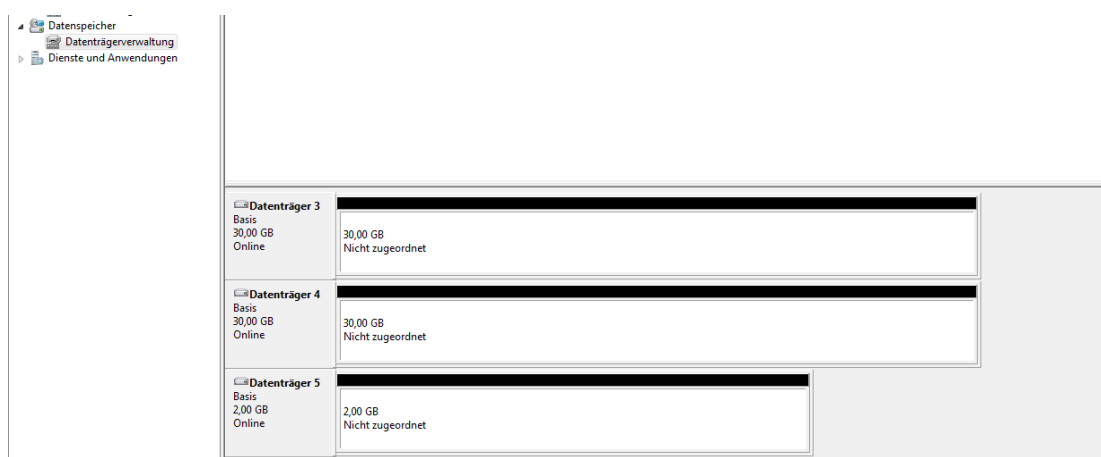 Datenspeicher
Datenträgerverwaltung
Dienste und Anwendungen
Datenträger 3
Basis
30,00 GB
Online
30,00 GB
Nicht zugeordnet
Datenträger 4
Basis
30,00 GB
Online
30,00 GB
Nicht zugeordnet
Datenträger 5
Basis
2,00 GB
Online
2,00 GB
Nicht zugeordnet